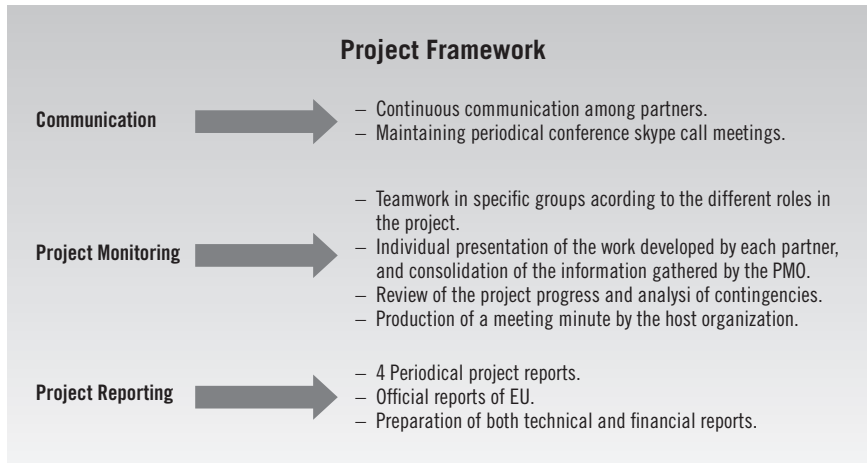 Project Framework
Communication
– Continuous communication among partners.
– Maintaining periodical conference skype call meetings.
Project Monitoring
– Teamwork in specific groups acording to the different roles in
the project.
– Individual presentation of the work developed by each partner,
and consolidation of the information gathered by the PMO.
– Review of the project progress and analysi of contingencies.
– Production of a meeting minute by the host organization.
Project Reporting
– 4 Periodical project reports.
– Official reports of EU.
– Preparation of both technical and financial reports.